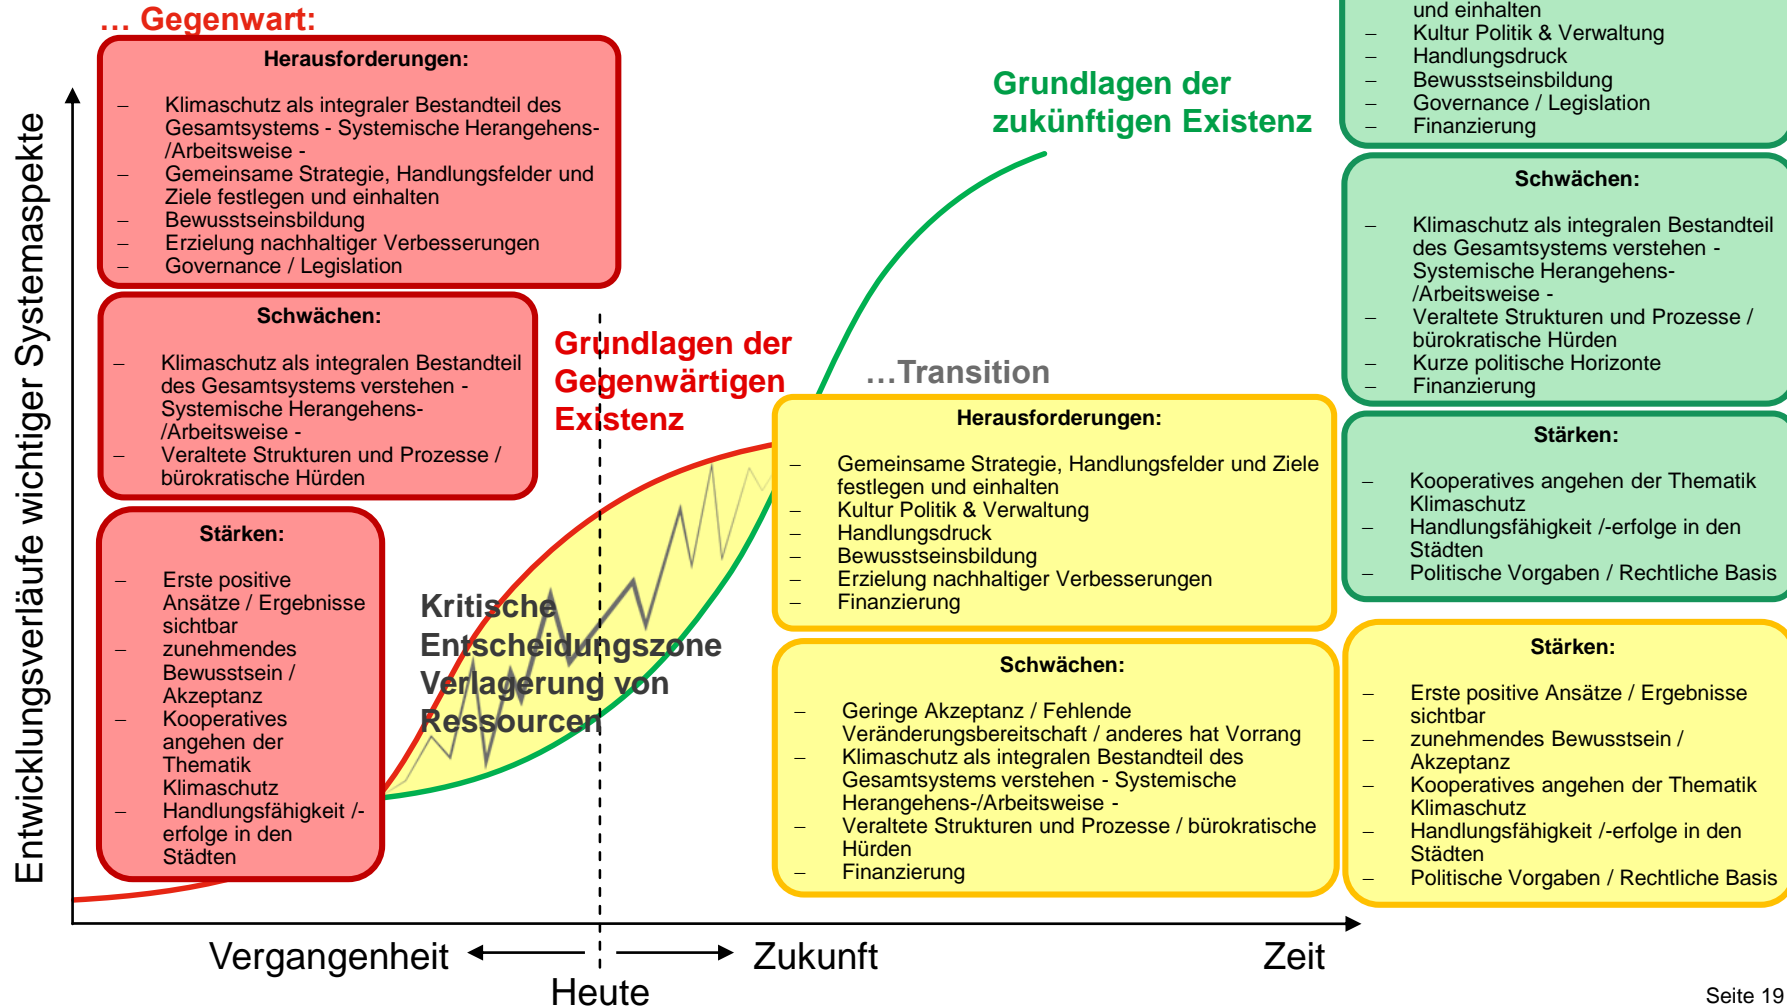 … Gegenwart:
Herausforderungen:
– Klimaschutz als integraler Bestandteil des
Gesamtsystems - Systemische Herangehens-
/Arbeitsweise -
– Gemeinsame Strategie, Handlungsfelder und
Ziele festlegen und einhalten
– Bewusstseinsbildung
– Erzielung nachhaltiger Verbesserungen
– Governance / Legislation
Schwächen:
– Klimaschutz als integralen Bestandteil
des Gesamtsystems verstehen -
Systemische Herangehens-
/Arbeitsweise -
– Veraltete Strukturen und Prozesse /
bürokratische Hürden
Stärken:
– Erste positive
Ansätze / Ergebnisse
sichtbar
– zunehmendes
Bewusstsein /
Akzeptanz
– Kooperatives
angehen der
Thematik
Klimaschutz
– Handlungsfähigkeit /-
erfolge in den
Städten
Entwicklungsverläufe wichtiger Systemaspekte
Grundlagen der
Gegenwärtigen
Existenz
Kritische
Entscheidungszone
Verlagerung von
Ressourcen
Grundlagen der
zukünftigen Existenz
…Transition
Herausforderungen:
– Gemeinsame Strategie, Handlungsfelder und Ziele
festlegen und einhalten
– Kultur Politik & Verwaltung
– Handlungsdruck
– Bewusstseinsbildung
– Erzielung nachhaltiger Verbesserungen
– Finanzierung
Schwächen:
– Geringe Akzeptanz / Fehlende
Veränderungsbereitschaft / anderes hat Vorrang
– Klimaschutz als integralen Bestandteil des
Gesamtsystems verstehen - Systemische
Herangehens-/Arbeitsweise -
– Veraltete Strukturen und Prozesse / bürokratische
Hürden
– Finanzierung
und einhalten
– Kultur Politik & Verwaltung
– Handlungsdruck
– Bewusstseinsbildung
– Governance / Legislation
– Finanzierung
Schwächen:
– Klimaschutz als integralen Bestandteil
des Gesamtsystems verstehen -
Systemische Herangehens-
/Arbeitsweise -
– Veraltete Strukturen und Prozesse /
bürokratische Hürden
– Kurze politische Horizonte
– Finanzierung
Stärken:
– Kooperatives angehen der Thematik
Klimaschutz
– Handlungsfähigkeit /-erfolge in den
Städten
– Politische Vorgaben / Rechtliche Basis
Stärken:
– Erste positive Ansätze / Ergebnisse
sichtbar
– zunehmendes Bewusstsein /
Akzeptanz
– Kooperatives angehen der Thematik
Klimaschutz
– Handlungsfähigkeit /-erfolge in den
Städten
– Politische Vorgaben / Rechtliche Basis
Vergangenheit
Zukunft
Zeit
Heute
Seite 19